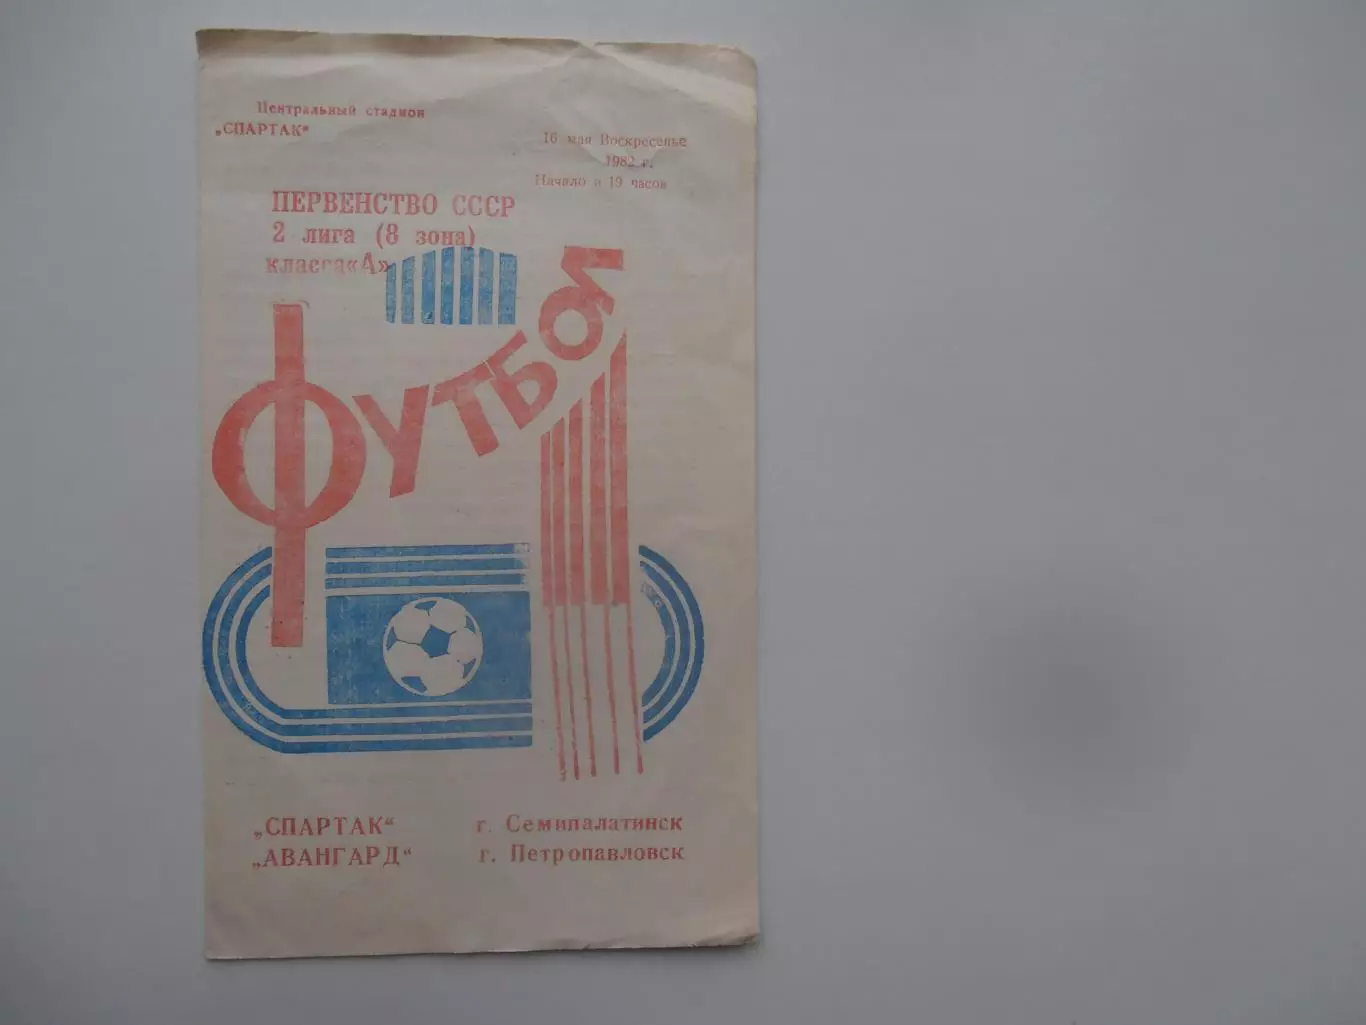 Центральный стадион
„СПАРТАК“
16 мая Воскресенье
1982 г.
Начало в 19 часов
ПЕРВЕНСТВО СССР
2 лига (8 зона)
класса«А»
ФУТБОЛ
„СПАРТАК“ г. Семипалатинск
„АВАНГАРД“ г. Петропавловск